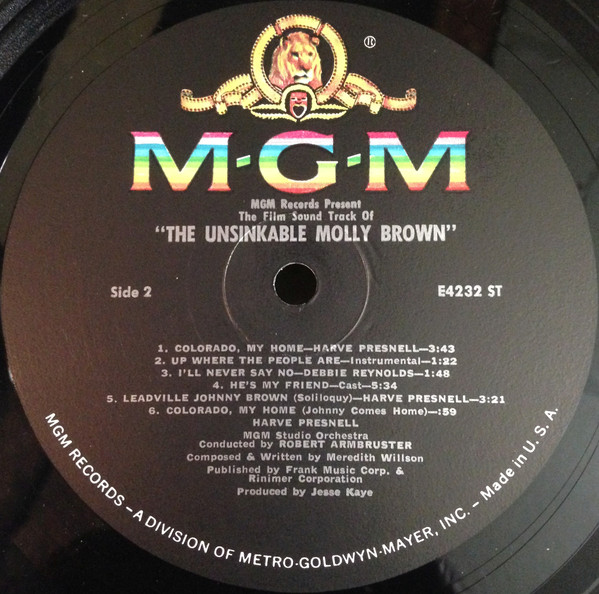 ®
M·G·M
MGM Records Present
The Film Sound Track Of
"THE UNSINKABLE MOLLY BROWN"
Side 2
E4232 ST
1. COLORADO, MY HOME—HARVE PRESNELL—3:43
2. UP WHERE THE PEOPLE ARE—Instrumental—1:22
3. I'LL NEVER SAY NO—DEBBIE REYNOLDS—1:48
4. HE'S MY FRIEND—Cast—5:34
5. LEADVILLE JOHNNY BROWN (Soliloquy)—HARVE PRESNELL—3:21
6. COLORADO, MY HOME (Johnny Comes Home)—:59
HARVE PRESNELL
MGM Studio Orchestra
Conducted by ROBERT ARMBRUSTER
Composed & Written by Meredith Willson
Published by Frank Music Corp. &
Rinimer Corporation
Produced by Jesse Kaye
MGM RECORDS – A DIVISION OF METRO-GOLDWYN-MAYER, INC. – Made in U. S. A.